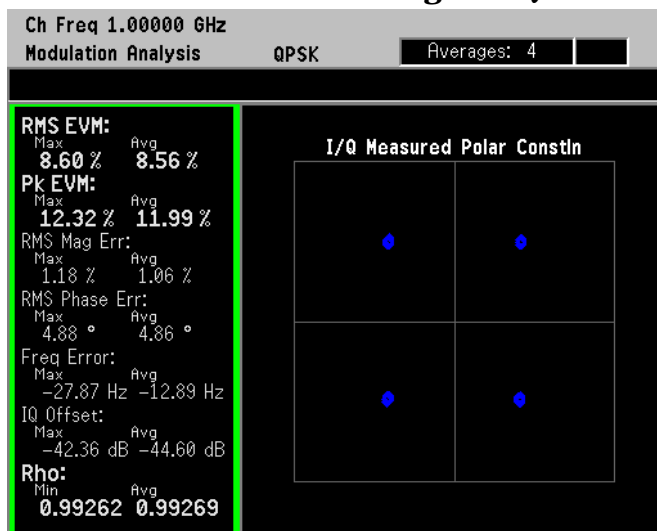 Ch Freq 1.00000 GHz
Modulation Analysis QPSK Averages: 4
RMS EVM:
Max Avg
8.60 % 8.56 %
Pk EVM:
Max Avg
12.32 % 11.99 %
RMS Mag Err:
Max Avg
1.18 % 1.06 %
RMS Phase Err:
Max Avg
4.88 ° 4.86 °
Freq Error:
Max Avg
−27.87 Hz −12.89 Hz
IQ Offset:
Max Avg
−42.36 dB −44.60 dB
Rho:
Min Avg
0.99262 0.99269
I/Q Measured Polar Constln